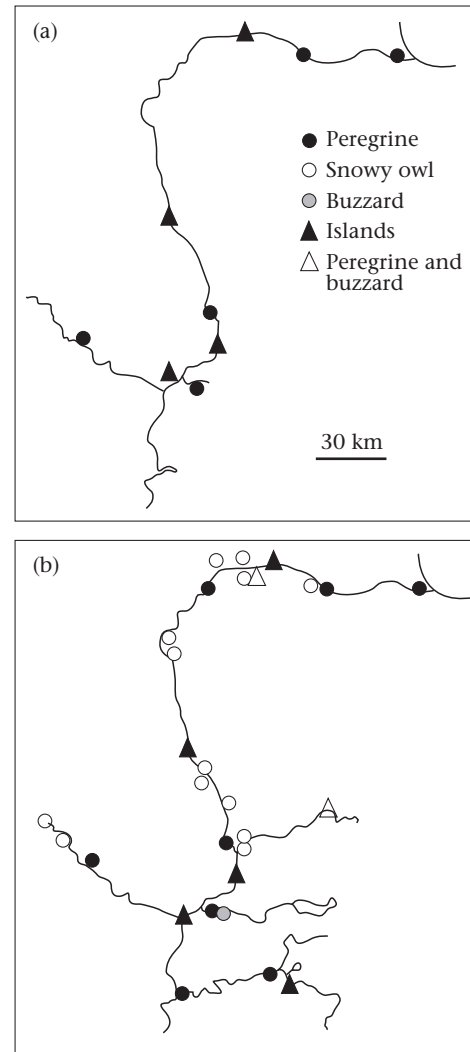 (a)
Peregrine
Snowy owl
Buzzard
Islands
Peregrine and
buzzard
30 km
(b)